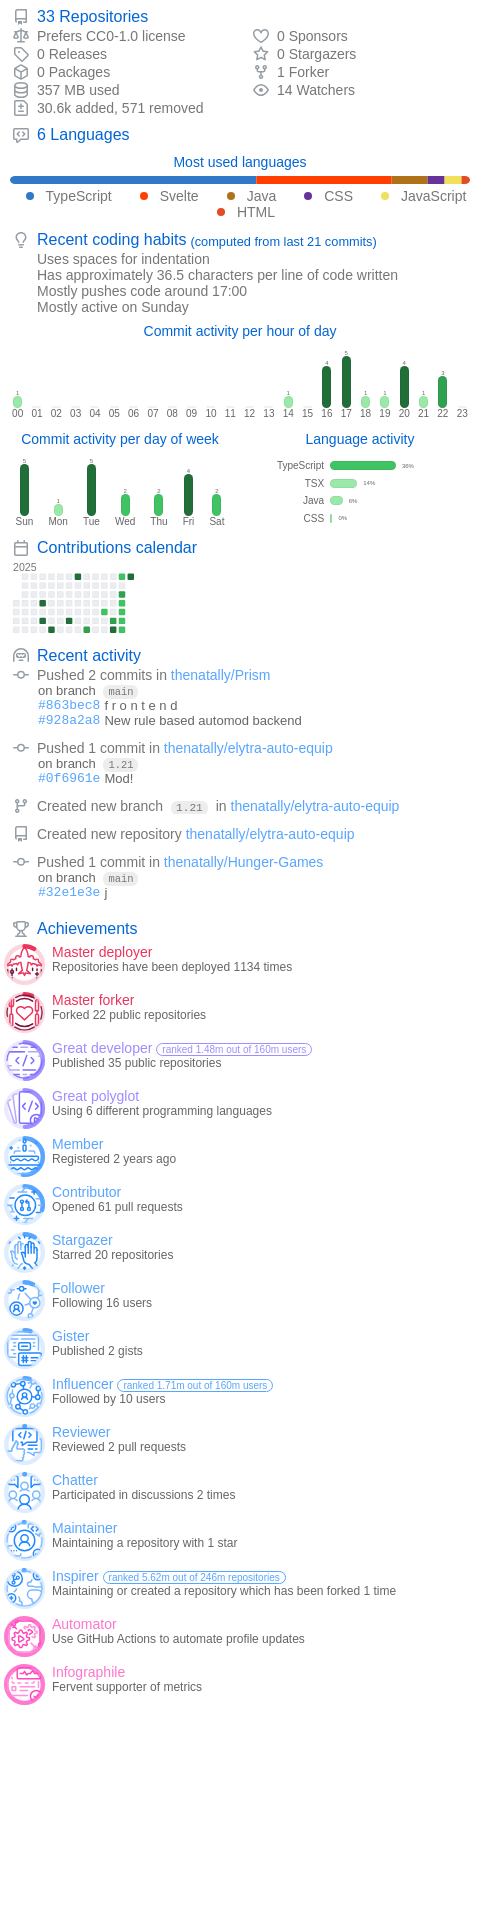 33 Repositories
Prefers CC0-1.0 license
0 Sponsors
0 Releases
0 Stargazers
0 Packages
1 Forker
357 MB used
14 Watchers
30.6k added, 571 removed
6 Languages
Most used languages
TypeScript Svelte Java CSS JavaScript
HTML
Recent coding habits (computed from last 21 commits)
Uses spaces for indentation
Has approximately 36.5 characters per line of code written
Mostly pushes code around 17:00
Mostly active on Sunday
Commit activity per hour of day
1 1 4 5 1 1 4 1 3
00 01 02 03 04 05 06 07 08 09 10 11 12 13 14 15 16 17 18 19 20 21 22 23
Commit activity per day of week
5 1 5 2 2 4 2
Sun Mon Tue Wed Thu Fri Sat
Language activity
TypeScript 36%
TSX 14%
Java 6%
CSS 0%
Contributions calendar
2025
Recent activity
Pushed 2 commits in thenatally/Prism
on branch main
#863bec8 f r o n t e n d
#928a2a8 New rule based automod backend
Pushed 1 commit in thenatally/elytra-auto-equip
on branch 1.21
#0f6961e Mod!
Created new branch 1.21 in thenatally/elytra-auto-equip
Created new repository thenatally/elytra-auto-equip
Pushed 1 commit in thenatally/Hunger-Games
on branch main
#32e1e3e j
Achievements
Master deployer
Repositories have been deployed 1134 times
Master forker
Forked 22 public repositories
Great developer ranked 1.48m out of 160m users
Published 35 public repositories
Great polyglot
Using 6 different programming languages
Member
Registered 2 years ago
Contributor
Opened 61 pull requests
Stargazer
Starred 20 repositories
Follower
Following 16 users
Gister
Published 2 gists
Influencer ranked 1.71m out of 160m users
Followed by 10 users
Reviewer
Reviewed 2 pull requests
Chatter
Participated in discussions 2 times
Maintainer
Maintaining a repository with 1 star
Inspirer ranked 5.62m out of 246m repositories
Maintaining or created a repository which has been forked 1 time
Automator
Use GitHub Actions to automate profile updates
Infographile
Fervent supporter of metrics